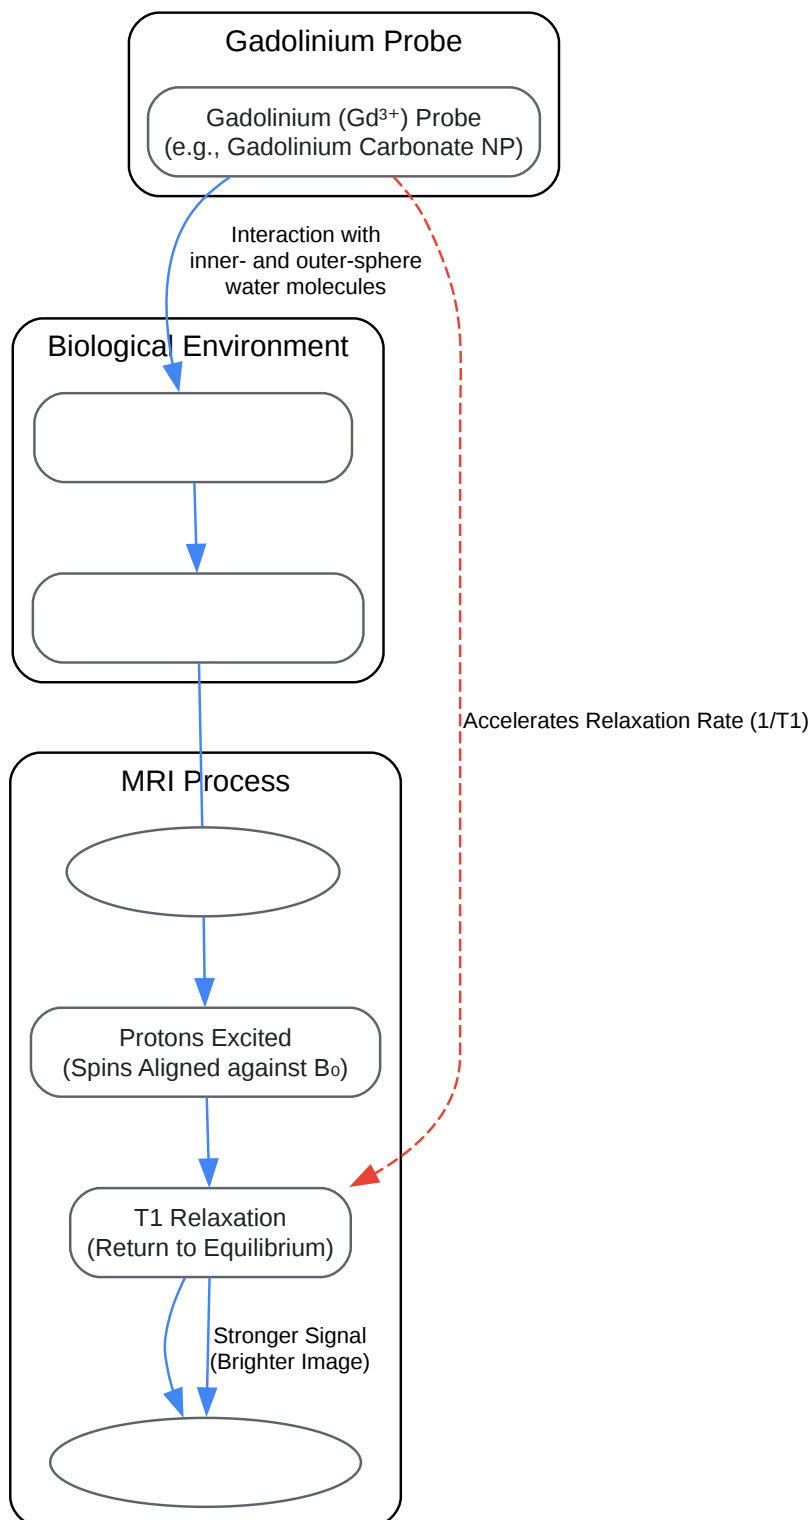 Gadolinium Probe
Gadolinium (Gd³⁺) Probe
(e.g., Gadolinium Carbonate NP)
Interaction with
inner- and outer-sphere
water molecules
Biological Environment
Accelerates Relaxation Rate (1/T1)
MRI Process
Protons Excited
(Spins Aligned against B₀)
T1 Relaxation
(Return to Equilibrium)
Stronger Signal
(Brighter Image)